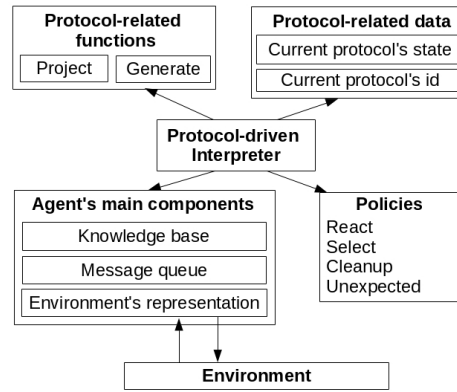 Protocol-related
functions
Project
Generate
Protocol-related data
Current protocol's state
Current protocol's id
Protocol-driven
Interpreter
Agent's main components
Knowledge base
Message queue
Environment's representation
Policies
React
Select
Cleanup
Unexpected
Environment